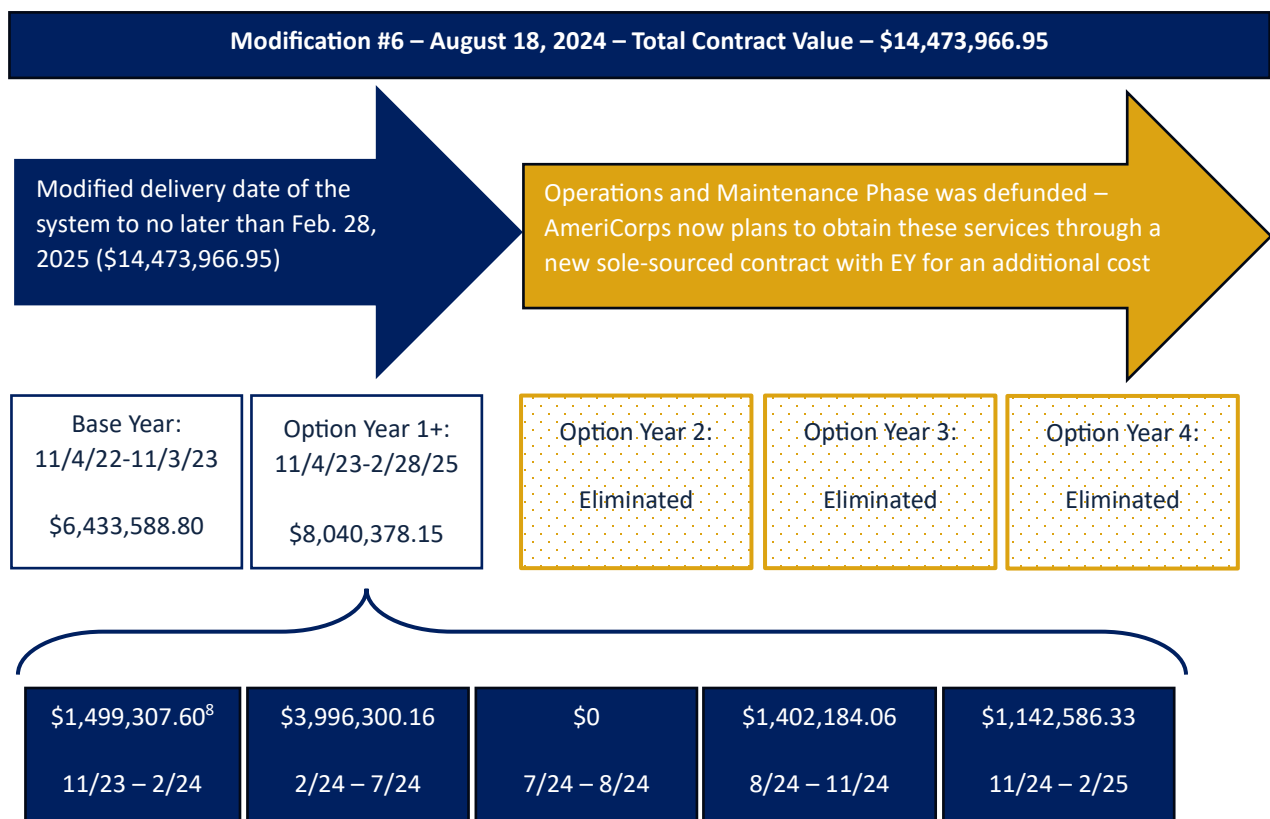 Modification #6 – August 18, 2024 – Total Contract Value – $14,473,966.95
Modified delivery date of the
system to no later than Feb. 28,
2025 ($14,473,966.95)
Operations and Maintenance Phase was defunded –
AmeriCorps now plans to obtain these services through a
new sole-sourced contract with EY for an additional cost
Base Year:
11/4/22-11/3/23
$6,433,588.80
Option Year 1+:
11/4/23-2/28/25
$8,040,378.15
Option Year 2:
Eliminated
Option Year 3:
Eliminated
Option Year 4:
Eliminated
$1,499,307.60⁸
11/23 – 2/24
$3,996,300.16
2/24 – 7/24
$0
7/24 – 8/24
$1,402,184.06
8/24 – 11/24
$1,142,586.33
11/24 – 2/25